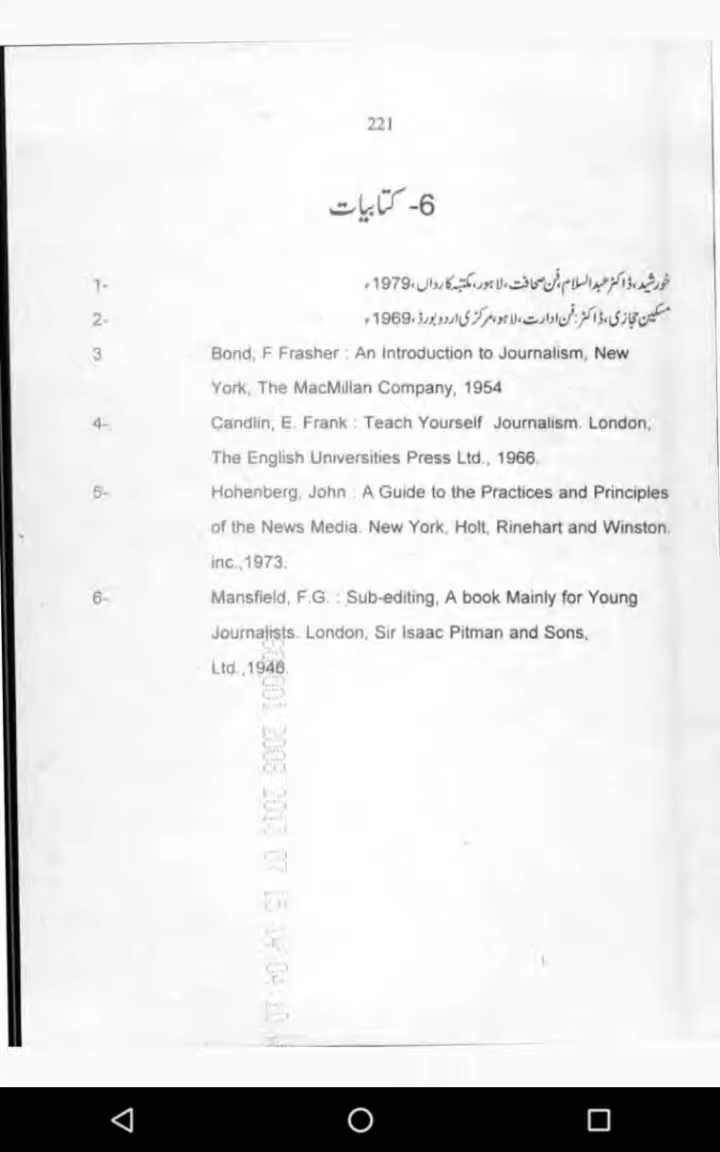 221
6- کتابیات
1- خورشید، ڈاکٹر عبدالسلام، فن صحافت، لاہور، مکتبہ کارواں، 1979ء
2- مسکین حجازی، ڈاکٹر: فن ادارت، لاہور، مرکزی اردو بورڈ، 1969ء
3 Bond, F Frasher : An Introduction to Journalism, New
York, The MacMillan Company, 1954
4- Candlin, E. Frank : Teach Yourself Journalism. London,
The English Universities Press Ltd., 1966.
5- Hohenberg, John : A Guide to the Practices and Principles
of the News Media. New York, Holt, Rinehart and Winston.
inc.,1973.
6- Mansfield, F.G. : Sub-editing, A book Mainly for Young
Journalists. London, Sir Isaac Pitman and Sons,
Ltd.,1946.